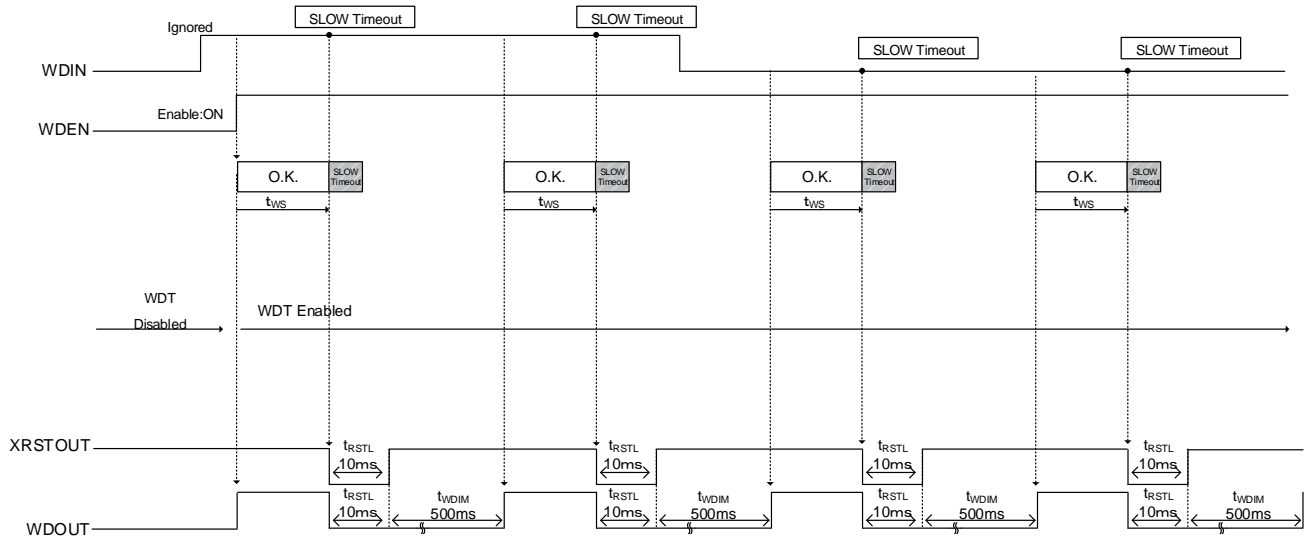 Ignored
SLOW Timeout
SLOW Timeout
SLOW Timeout
SLOW Timeout
WDIN
Enable:ON
WDEN
O.K.
SLOW
Timeout
O.K.
SLOW
Timeout
O.K.
SLOW
Timeout
O.K.
SLOW
Timeout
tWS
tWS
tWS
tWS
WDT
Disabled
WDT Enabled
XRSTOUT
tRSTL
10ms
tRSTL
10ms
tRSTL
10ms
tRSTL
10ms
WDOUT
tRSTL
10ms
tWDIM
500ms
tRSTL
10ms
tWDIM
500ms
tRSTL
10ms
tWDIM
500ms
tRSTL
10ms
tWDIM
500ms